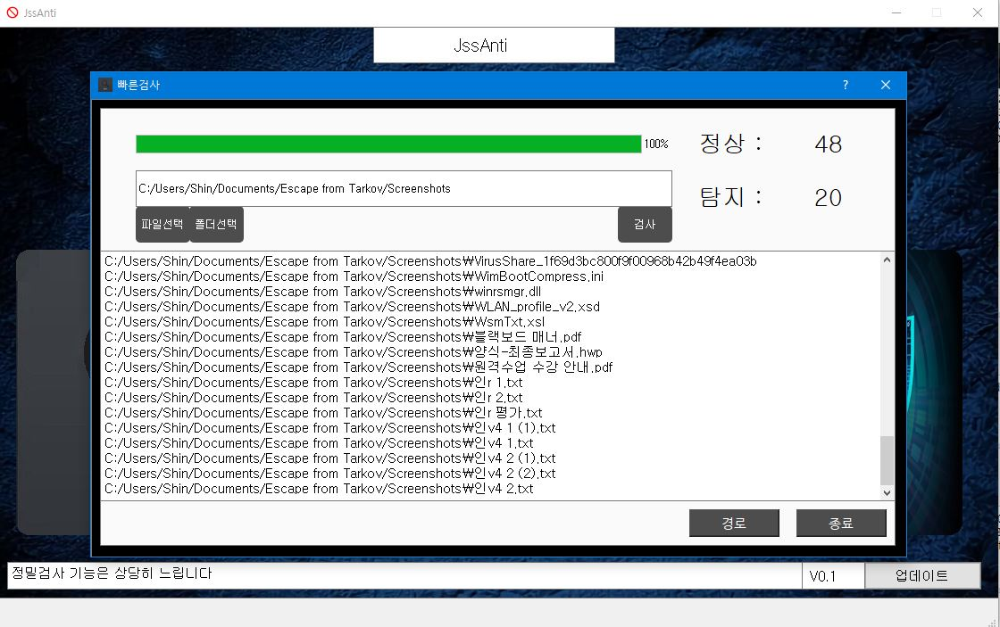 JssAnti
JssAnti
빠른검사
?
100%
정상 : 48
C:/Users/Shin/Documents/Escape from Tarkov/Screenshots
탐지 : 20
파일선택 폴더선택 검사
C:/Users/Shin/Documents/Escape from Tarkov/Screenshots₩VirusShare_1f69d3bc800f9f00968b42b49f4ea03b
C:/Users/Shin/Documents/Escape from Tarkov/Screenshots₩WimBootCompress.ini
C:/Users/Shin/Documents/Escape from Tarkov/Screenshots₩winrsmgr.dll
C:/Users/Shin/Documents/Escape from Tarkov/Screenshots₩WLAN_profile_v2.xsd
C:/Users/Shin/Documents/Escape from Tarkov/Screenshots₩WsmTxt.xsl
C:/Users/Shin/Documents/Escape from Tarkov/Screenshots₩블랙보드 매너.pdf
C:/Users/Shin/Documents/Escape from Tarkov/Screenshots₩양식-최종보고서.hwp
C:/Users/Shin/Documents/Escape from Tarkov/Screenshots₩원격수업 수강 안내.pdf
C:/Users/Shin/Documents/Escape from Tarkov/Screenshots₩인r 1.txt
C:/Users/Shin/Documents/Escape from Tarkov/Screenshots₩인r 2.txt
C:/Users/Shin/Documents/Escape from Tarkov/Screenshots₩인r 평가.txt
C:/Users/Shin/Documents/Escape from Tarkov/Screenshots₩인v4 1 (1).txt
C:/Users/Shin/Documents/Escape from Tarkov/Screenshots₩인v4 1.txt
C:/Users/Shin/Documents/Escape from Tarkov/Screenshots₩인v4 2 (1).txt
C:/Users/Shin/Documents/Escape from Tarkov/Screenshots₩인v4 2 (2).txt
C:/Users/Shin/Documents/Escape from Tarkov/Screenshots₩인v4 2.txt
경로 종료
정밀검사 기능은 상당히 느립니다 V0.1 업데이트